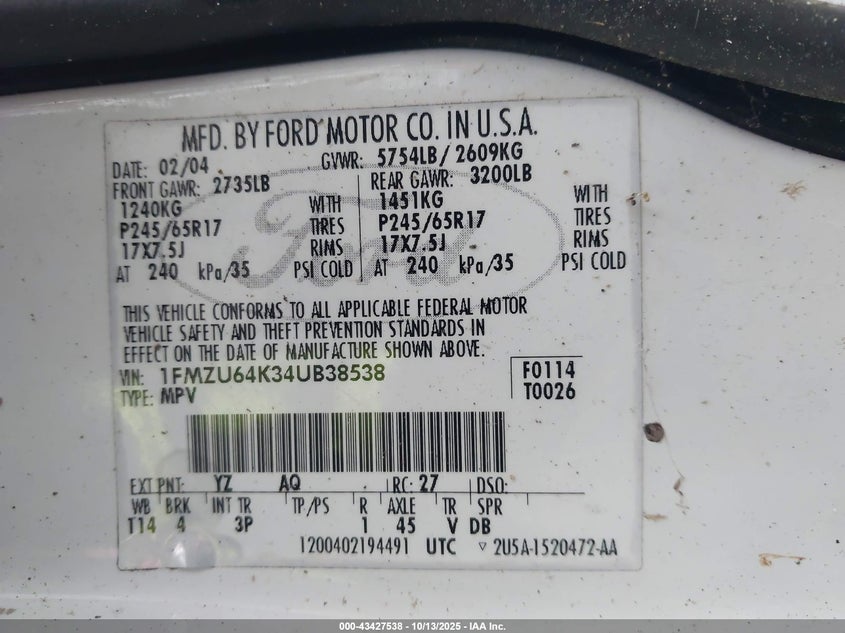 MFD. BY FORD MOTOR CO. IN U.S.A.
DATE: 02/04 GVWR: 5754LB/ 2609KG
FRONT GAWR: 2735LB REAR GAWR: 3200LB
1240KG WITH 1451KG WITH
P245/65R17 TIRES P245/65R17 TIRES
17X7.5J RIMS 17X7.5J RIMS
AT 240 kPa/35 PSI COLD AT 240 kPa/35 PSI COLD
Ford
THIS VEHICLE CONFORMS TO ALL APPLICABLE FEDERAL MOTOR
VEHICLE SAFETY AND THEFT PREVENTION STANDARDS IN
EFFECT ON THE DATE OF MANUFACTURE SHOWN ABOVE.
VIN: 1FMZU64K34UB38538 F0114
TYPE: MPV T0026
EXT PNT: YZ AQ RC: 27 DSO:
WB BRK INT TR TP/PS R AXLE TR SPR
T14 4 3P 1 45 V DB
1200402194491 UTC ▽ 2U5A-1520472-AA
000-43427538 - 10/13/2025 - IAA Inc.